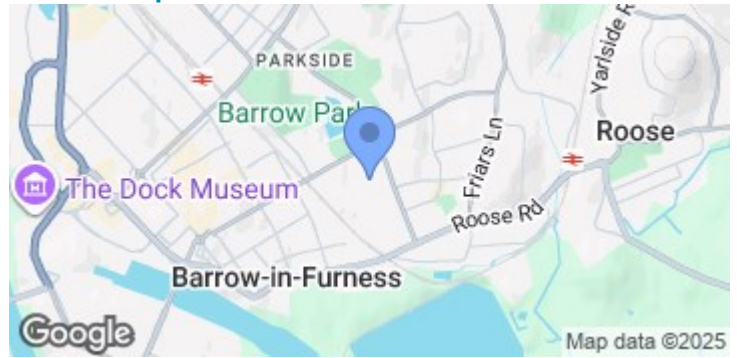 PARKSIDE
Barrow Park
Yarlside R
Roose
Friars Ln
The Dock Museum
Roose Rd
Barrow-in-Furness
Google
Map data ©2025